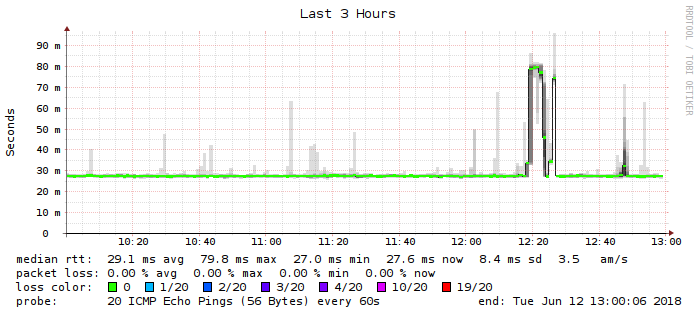 Last 3 Hours
RRDTOOL / TOBI OETIKER
Seconds
90 m
80 m
70 m
60 m
50 m
40 m
30 m
20 m
10 m
0
10:20 10:40 11:00 11:20 11:40 12:00 12:20 12:40 13:00
median rtt: 29.1 ms avg 79.8 ms max 27.0 ms min 27.6 ms now 8.4 ms sd 3.5 am/s
packet loss: 0.00 % avg 0.00 % max 0.00 % min 0.00 % now
loss color: 0 1/20 2/20 3/20 4/20 10/20 19/20
probe: 20 ICMP Echo Pings (56 Bytes) every 60s end: Tue Jun 12 13:00:06 2018